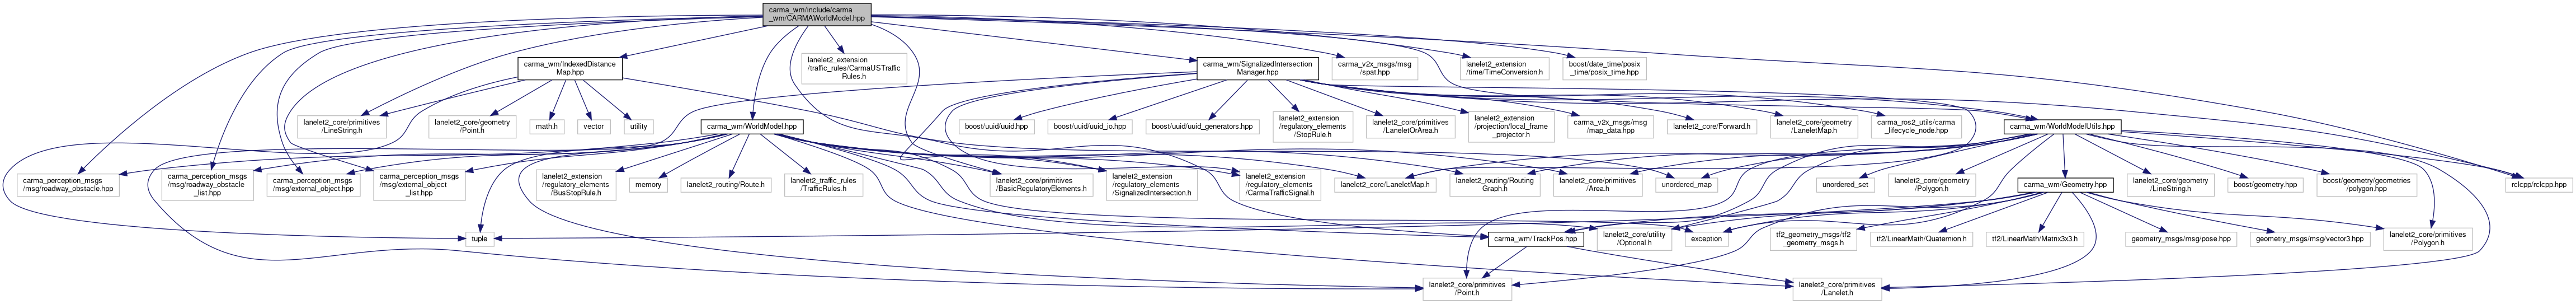 carma_wm/include/carma
_wm/CARMAWorldModel.hpp
carma_wm/IndexedDistance
Map.hpp
lanelet2_extension
/traffic_rules/CarmaUSTraffic
Rules.h
carma_wm/SignalizedIntersection
Manager.hpp
carma_v2x_msgs/msg
/spat.hpp
lanelet2_extension
/time/TimeConversion.h
boost/date_time/posix
_time/posix_time.hpp
lanelet2_core/primitives
/LineString.h
lanelet2_core/geometry
/Point.h
math.h
vector
utility
carma_wm/WorldModel.hpp
boost/uuid/uuid.hpp
boost/uuid/uuid_io.hpp
boost/uuid/uuid_generators.hpp
lanelet2_extension
/regulatory_elements
/StopRule.h
lanelet2_core/primitives
/LaneletOrArea.h
lanelet2_extension
/projection/local_frame
_projector.h
carma_v2x_msgs/msg
/map_data.hpp
lanelet2_core/Forward.h
lanelet2_core/geometry
/LaneletMap.h
carma_ros2_utils/carma
_lifecycle_node.hpp
carma_wm/WorldModelUtils.hpp
carma_perception_msgs
/msg/roadway_obstacle.hpp
carma_perception_msgs
/msg/roadway_obstacle
_list.hpp
carma_perception_msgs
/msg/external_object.hpp
carma_perception_msgs
/msg/external_object
_list.hpp
lanelet2_extension
/regulatory_elements
/BusStopRule.h
memory
lanelet2_routing/Route.h
lanelet2_traffic_rules
/TrafficRules.h
lanelet2_core/primitives
/BasicRegulatoryElements.h
lanelet2_extension
/regulatory_elements
/SignalizedIntersection.h
lanelet2_extension
/regulatory_elements
/CarmaTrafficSignal.h
lanelet2_core/LaneletMap.h
lanelet2_routing/Routing
Graph.h
lanelet2_core/primitives
/Area.h
unordered_map
unordered_set
lanelet2_core/geometry
/Polygon.h
carma_wm/Geometry.hpp
lanelet2_core/geometry
/LineString.h
boost/geometry.hpp
boost/geometry/geometries
/polygon.hpp
rclcpp/rclcpp.hpp
tuple
carma_wm/TrackPos.hpp
lanelet2_core/utility
/Optional.h
exception
tf2_geometry_msgs/tf2
_geometry_msgs.h
tf2/LinearMath/Quaternion.h
tf2/LinearMath/Matrix3x3.h
geometry_msgs/msg/pose.hpp
geometry_msgs/msg/vector3.hpp
lanelet2_core/primitives
/Polygon.h
lanelet2_core/primitives
/Point.h
lanelet2_core/primitives
/Lanelet.h